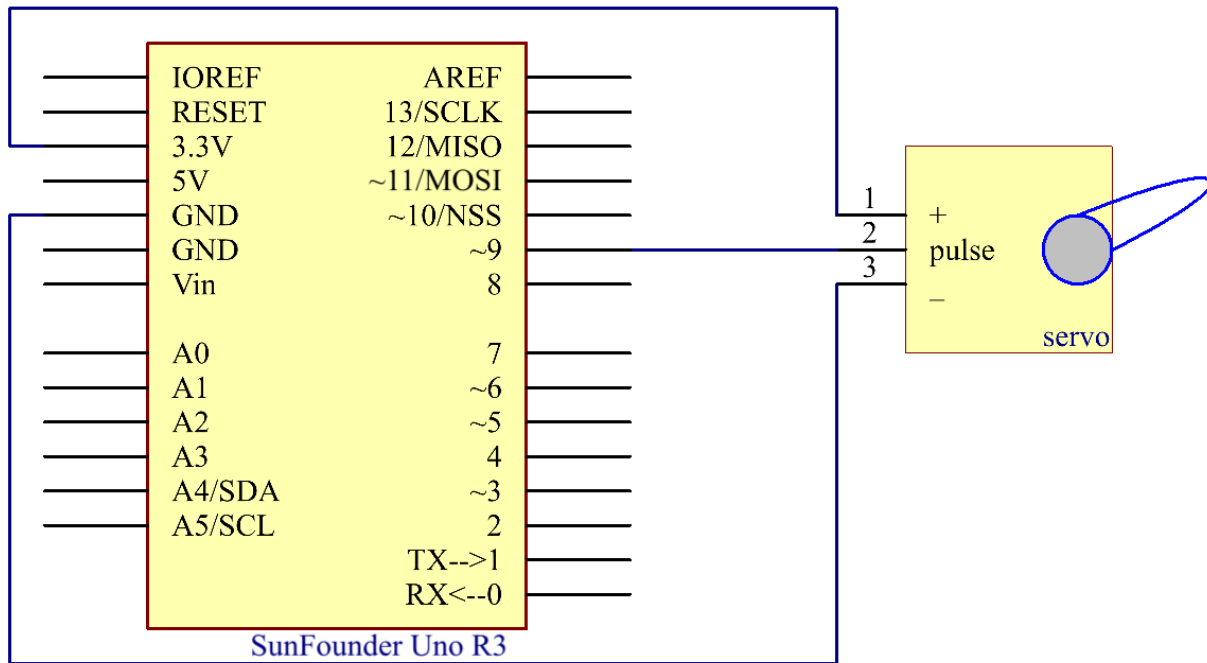 IOREF
RESET
3.3V
5V
GND
GND
Vin
A0
A1
A2
A3
A4/SDA
A5/SCL
AREF
13/SCLK
12/MISO
~11/MOSI
~10/NSS
~9
8
7
~6
~5
4
~3
2
TX-->1
RX<--0
SunFounder Uno R3
1
2
3
+
pulse
–
servo